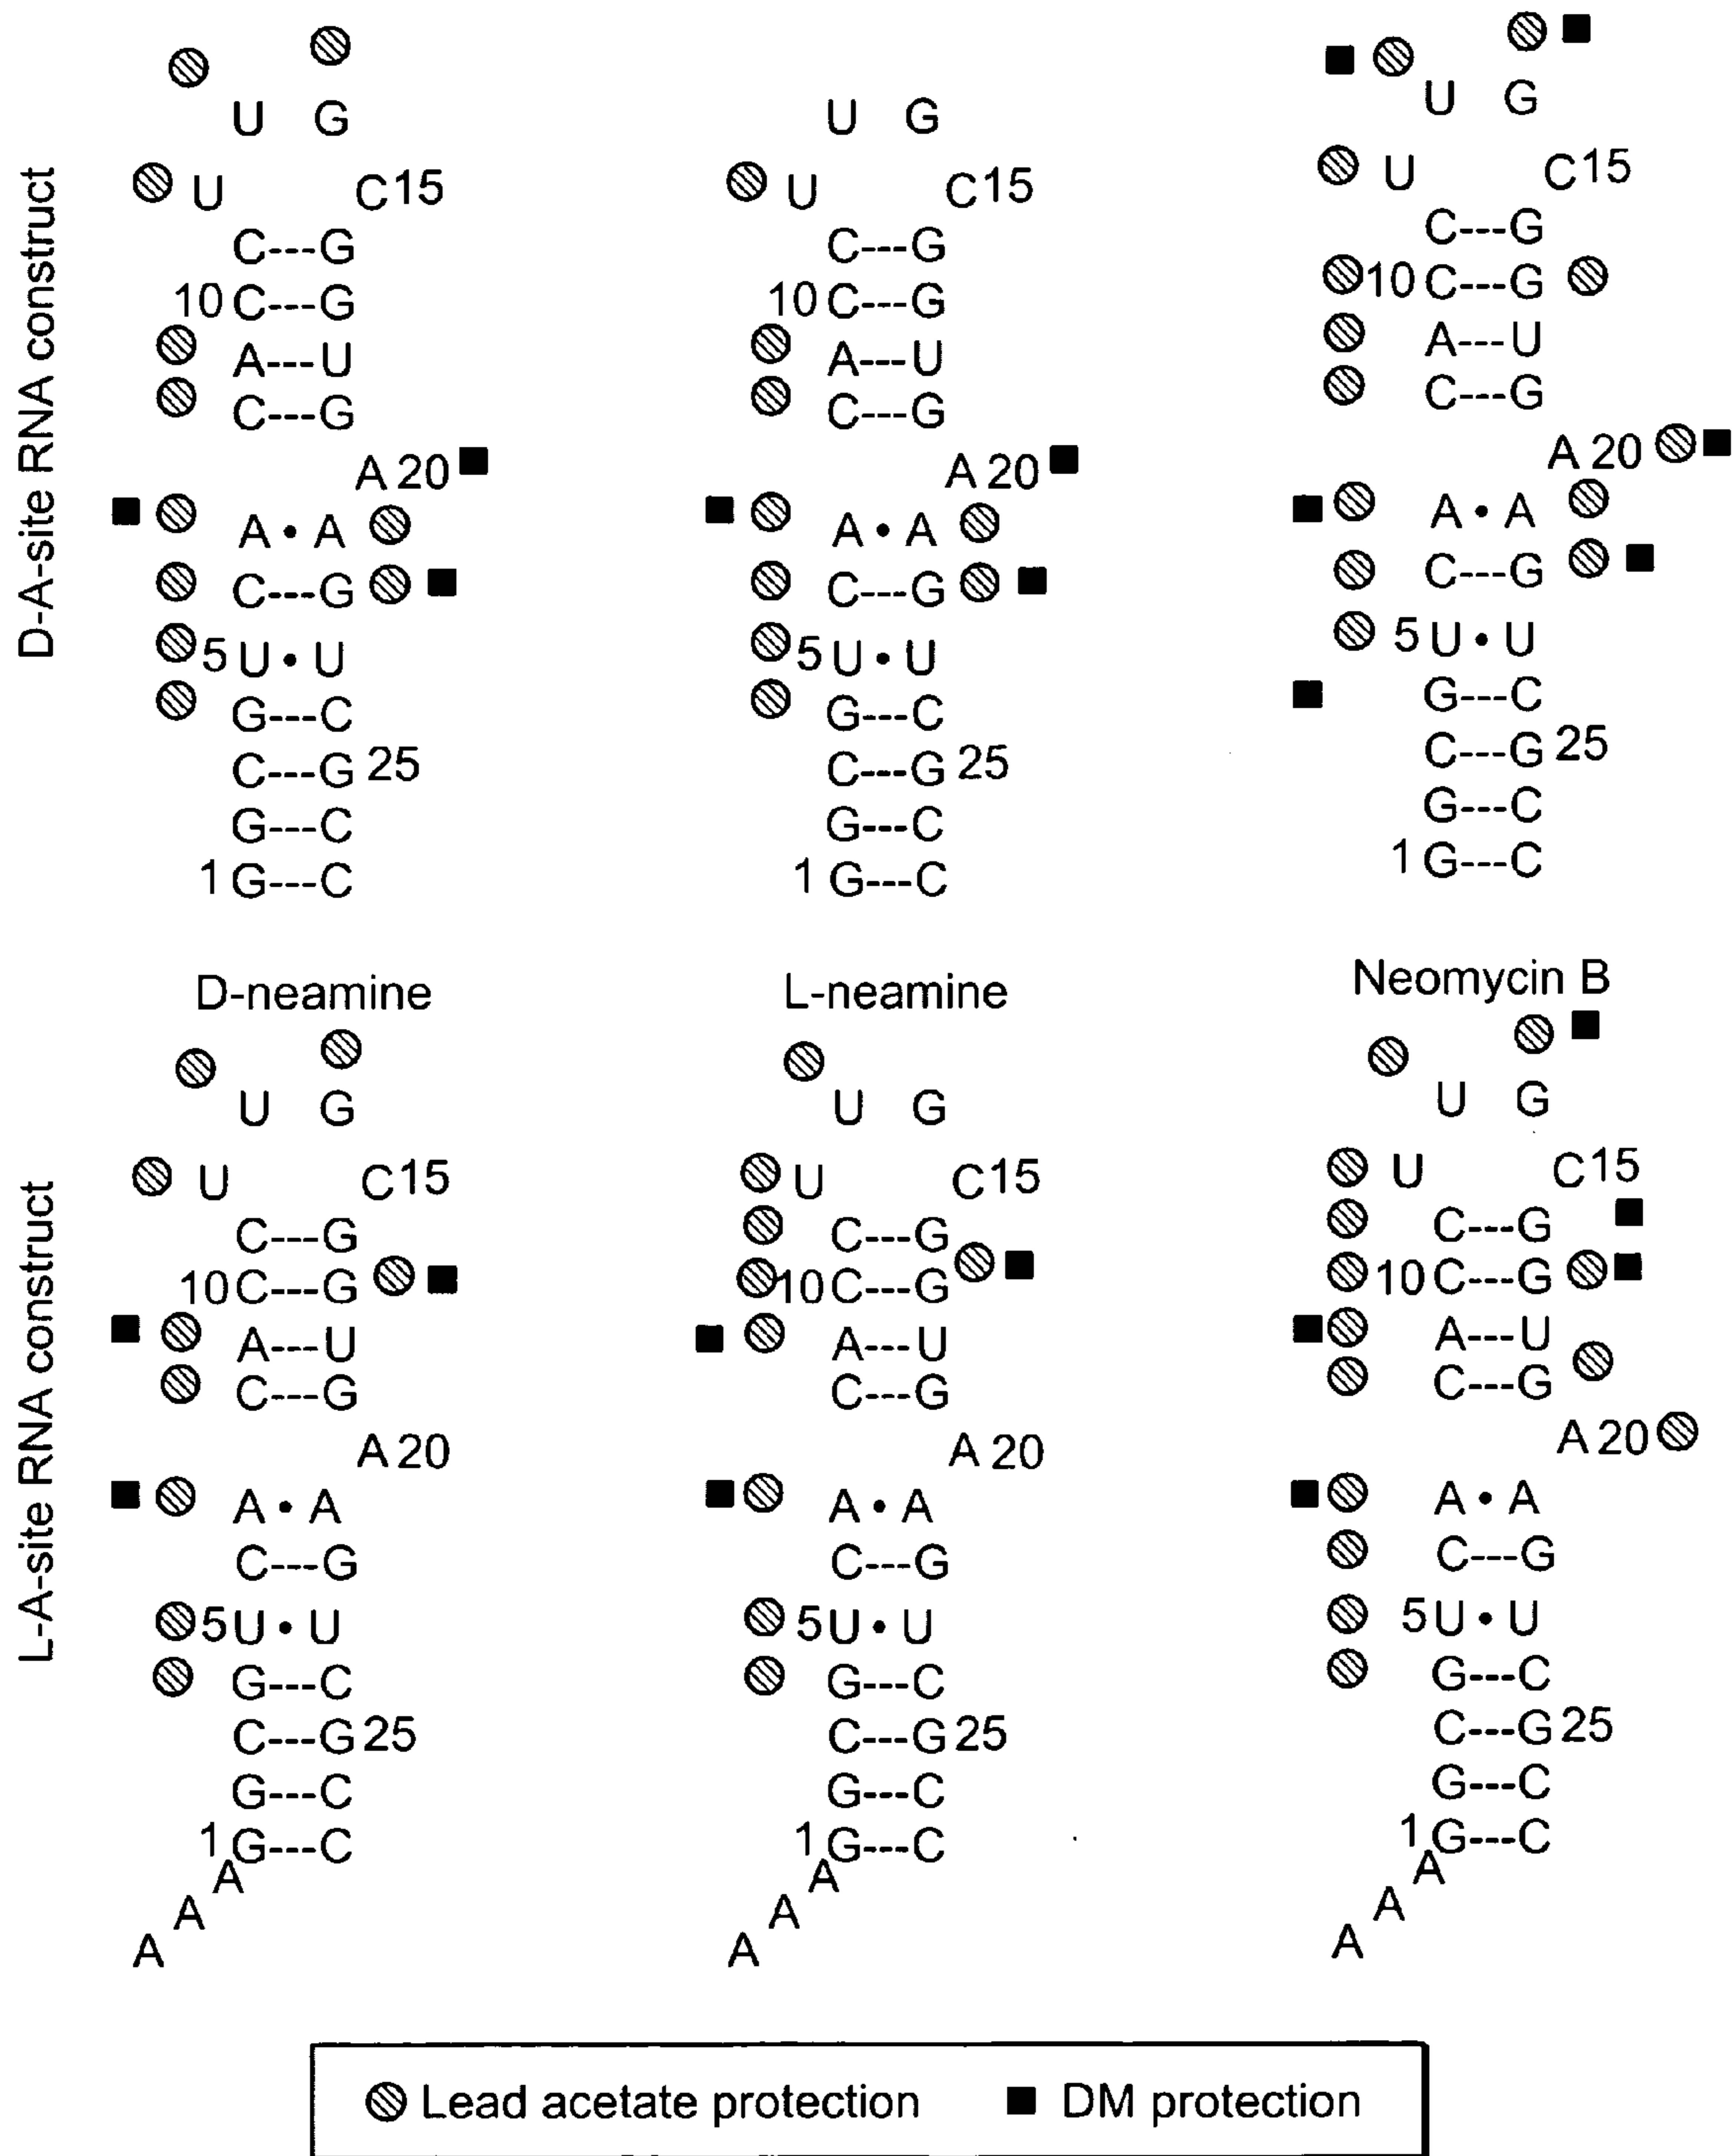 D-A-site RNA construct
U G
U C15
C---G
10 C---G
A---U
C---G
A 20
A • A
C---G
5 U • U
G---C
C---G 25
G---C
1 G---C
U G
U C15
C---G
10 C---G
A---U
C---G
A 20
A • A
C---G
5 U • U
G---C
C---G 25
G---C
1 G---C
U G
U C15
C---G
10 C---G
A---U
C---G
A 20
A • A
C---G
5 U • U
G---C
C---G 25
G---C
1 G---C
D-neamine
L-neamine
Neomycin B
L-A-site RNA construct
U G
U C15
C---G
10 C---G
A---U
C---G
A 20
A • A
C---G
5 U • U
G---C
C---G 25
G---C
1 G---C
A
A
A
U G
U C15
C---G
10 C---G
A---U
C---G
A 20
A • A
C---G
5 U • U
G---C
C---G 25
G---C
1 G---C
A
A
A
U G
U C15
C---G
10 C---G
A---U
C---G
A 20
A • A
C---G
5 U • U
G---C
C---G 25
G---C
1 G---C
A
A
A
Lead acetate protection
DM protection